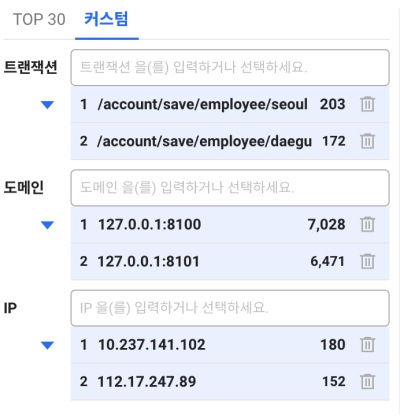 TOP 30 커스텀
트랜잭션 트랜잭션 을(를) 입력하거나 선택하세요.
1 /account/save/employee/seoul 203
2 /account/save/employee/daegu 172
도메인 도메인 을(를) 입력하거나 선택하세요.
1 127.0.0.1:8100 7,028
2 127.0.0.1:8101 6,471
IP IP 을(를) 입력하거나 선택하세요.
1 10.237.141.102 180
2 112.17.247.89 152